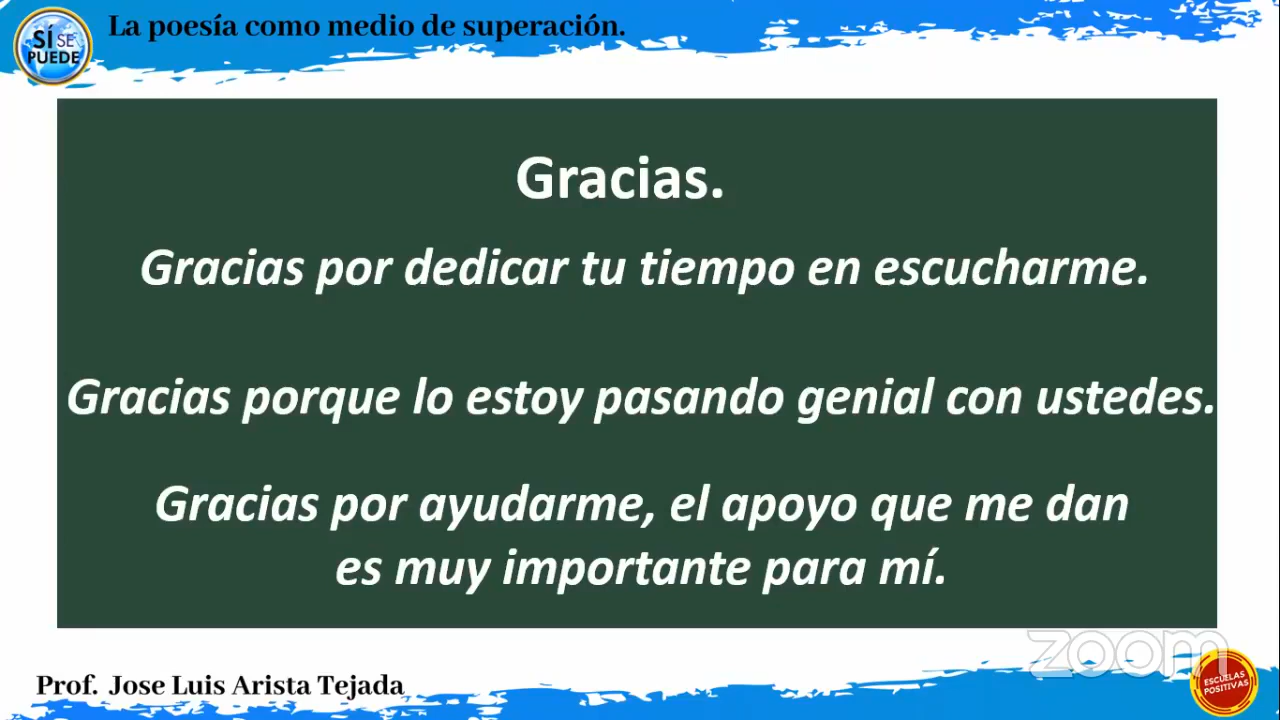 SÍ SE
PUEDE
La poesía como medio de superación.
Gracias.
Gracias por dedicar tu tiempo en escucharme.
Gracias porque lo estoy pasando genial con ustedes.
Gracias por ayudarme, el apoyo que me dan
es muy importante para mí.
zoom
Prof. Jose Luis Arista Tejada
ESCUELAS
POSITIVAS